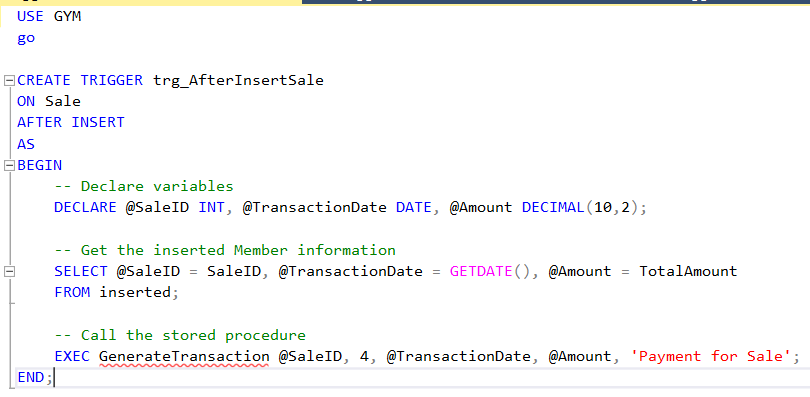 USE GYM
go
CREATE TRIGGER trg_AfterInsertSale
ON Sale
AFTER INSERT
AS
BEGIN
-- Declare variables
DECLARE @SaleID INT, @TransactionDate DATE, @Amount DECIMAL(10,2);
-- Get the inserted Member information
SELECT @SaleID = SaleID, @TransactionDate = GETDATE(), @Amount = TotalAmount
FROM inserted;
-- Call the stored procedure
EXEC GenerateTransaction @SaleID, 4, @TransactionDate, @Amount, 'Payment for Sale';
END;